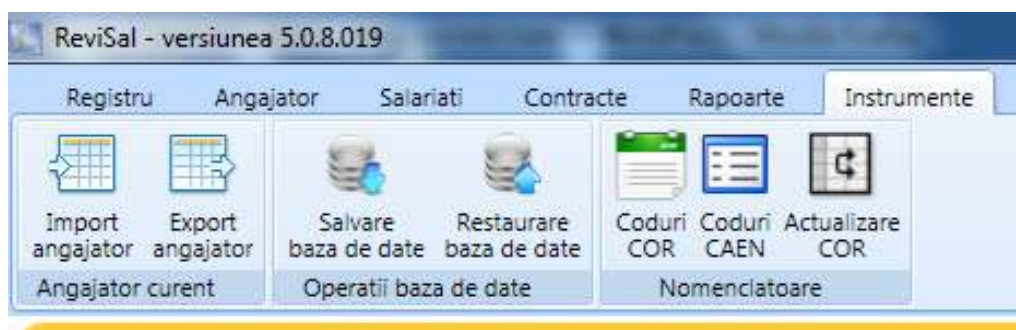 ReviSal - versiunea 5.0.8.019
Registru Angajator Salariati Contracte Rapoarte Instrumente
Import angajator
Export angajator
Salvare baza de date
Restaurare baza de date
Coduri COR
Coduri CAEN
Actualizare COR
Angajator curent
Operatii baza de date
Nomenclatoare